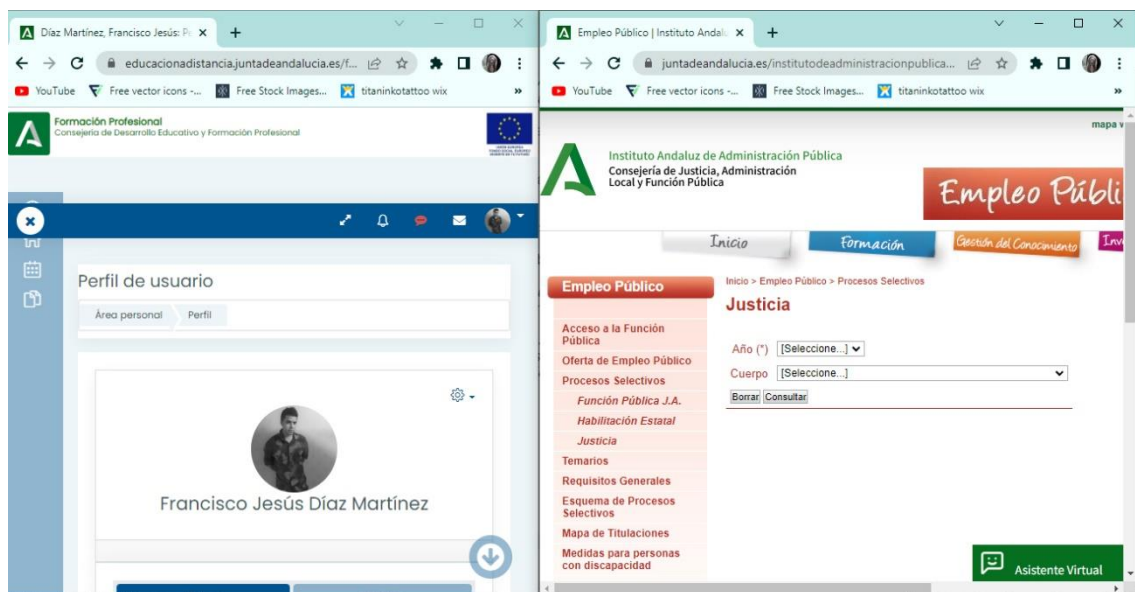 Díaz Martínez, Francisco Jesús: P
educacionadistancia.juntadeandalucia.es/f...
YouTube
Free vector icons -...
Free Stock Images...
titaninkotattoo wix
»
Formación Profesional
Consejería de Desarrollo Educativo y Formación Profesional
Perfil de usuario
Área personal
Perfil
Francisco Jesús Díaz Martínez
Empleo Público | Instituto Andal
juntadeandalucia.es/institutodeadministracionpublica...
YouTube
Free vector icons -...
Free Stock Images...
titaninkotattoo wix
»
mapa
Instituto Andaluz de Administración Pública
Consejería de Justicia, Administración
Local y Función Pública
Empleo Públi
Inicio
Formación
Gestión del Conocimiento
Inv
Empleo Público
Acceso a la Función
Pública
Oferta de Empleo Público
Procesos Selectivos
Función Pública J.A.
Habilitación Estatal
Justicia
Temarios
Requisitos Generales
Esquema de Procesos
Selectivos
Mapa de Titulaciones
Medidas para personas
con discapacidad
Inicio > Empleo Público > Procesos Selectivos
Justicia
Año (*) [Seleccione...]
Cuerpo [Seleccione...]
Borrar Consultar
Asistente Virtual